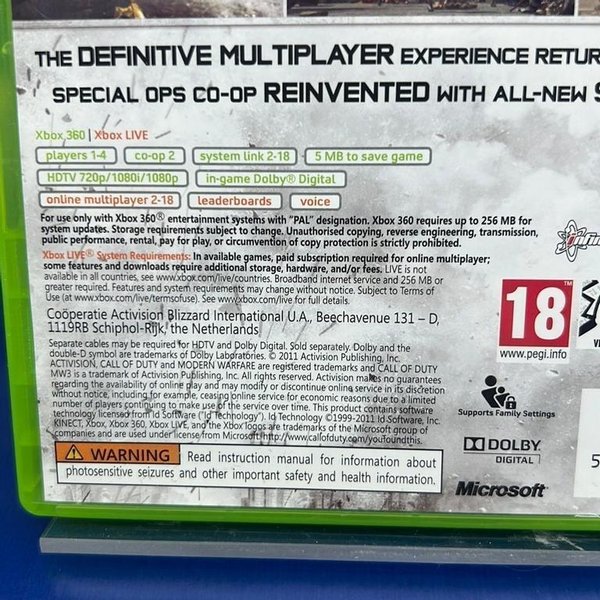 THE DEFINITIVE MULTIPLAYER EXPERIENCE RETUR
SPECIAL OPS CO-OP REINVENTED WITH ALL-NEW S
Xbox 360 | Xbox LIVE
players 1-4 co-op 2 system link 2-18 5 MB to save game
HDTV 720p/1080i/1080p in-game Dolby® Digital
online multiplayer 2-18 leaderboards voice
For use only with Xbox 360® entertainment systems with "PAL" designation. Xbox 360 requires up to 256 MB for
system updates. Storage requirements subject to change. Unauthorised copying, reverse engineering, transmission,
public performance, rental, pay for play, or circumvention of copy protection is strictly prohibited.
Xbox LIVE® System Requirements: In available games, paid subscription required for online multiplayer;
some features and downloads require additional storage, hardware, and/or fees. LIVE is not
available in all countries, see www.xbox.com/live/countries. Broadband internet service and 256 MB or
greater required. Features and system requirements may change without notice. Subject to Terms of
Use (at www.xbox.com/live/termsofuse). See www.xbox.com/live for full details.
Coöperatie Activision Blizzard International U.A., Beechavenue 131 – D,
1119RB Schiphol-Rijk, the Netherlands
Separate cables may be required for HDTV and Dolby Digital. Sold separately. Dolby and the
double-D symbol are trademarks of Dolby Laboratories. © 2011 Activision Publishing, Inc.
ACTIVISION, CALL OF DUTY and MODERN WARFARE are registered trademarks and CALL OF DUTY
MW3 is a trademark of Activision Publishing, Inc. All rights reserved. Activision makes no guarantees
regarding the availability of online play and may modify or discontinue online service in its discretion
without notice, including for example, ceasing online service for economic reasons due to a limited
number of players continuing to make use of the service over time. This product contains software
technology licensed from Id Software ("Id Technology"). Id Technology ©1999-2011 Id Software, Inc.
KINECT, Xbox, Xbox 360, Xbox LIVE, and the Xbox logos are trademarks of the Microsoft group of
companies and are used under license from Microsoft. http://www.callofduty.com/youfoundthis.
WARNING Read instruction manual for information about
photosensitive seizures and other important safety and health information.
18
www.pegi.info
Supports Family Settings
DOLBY
DIGITAL
Microsoft
5